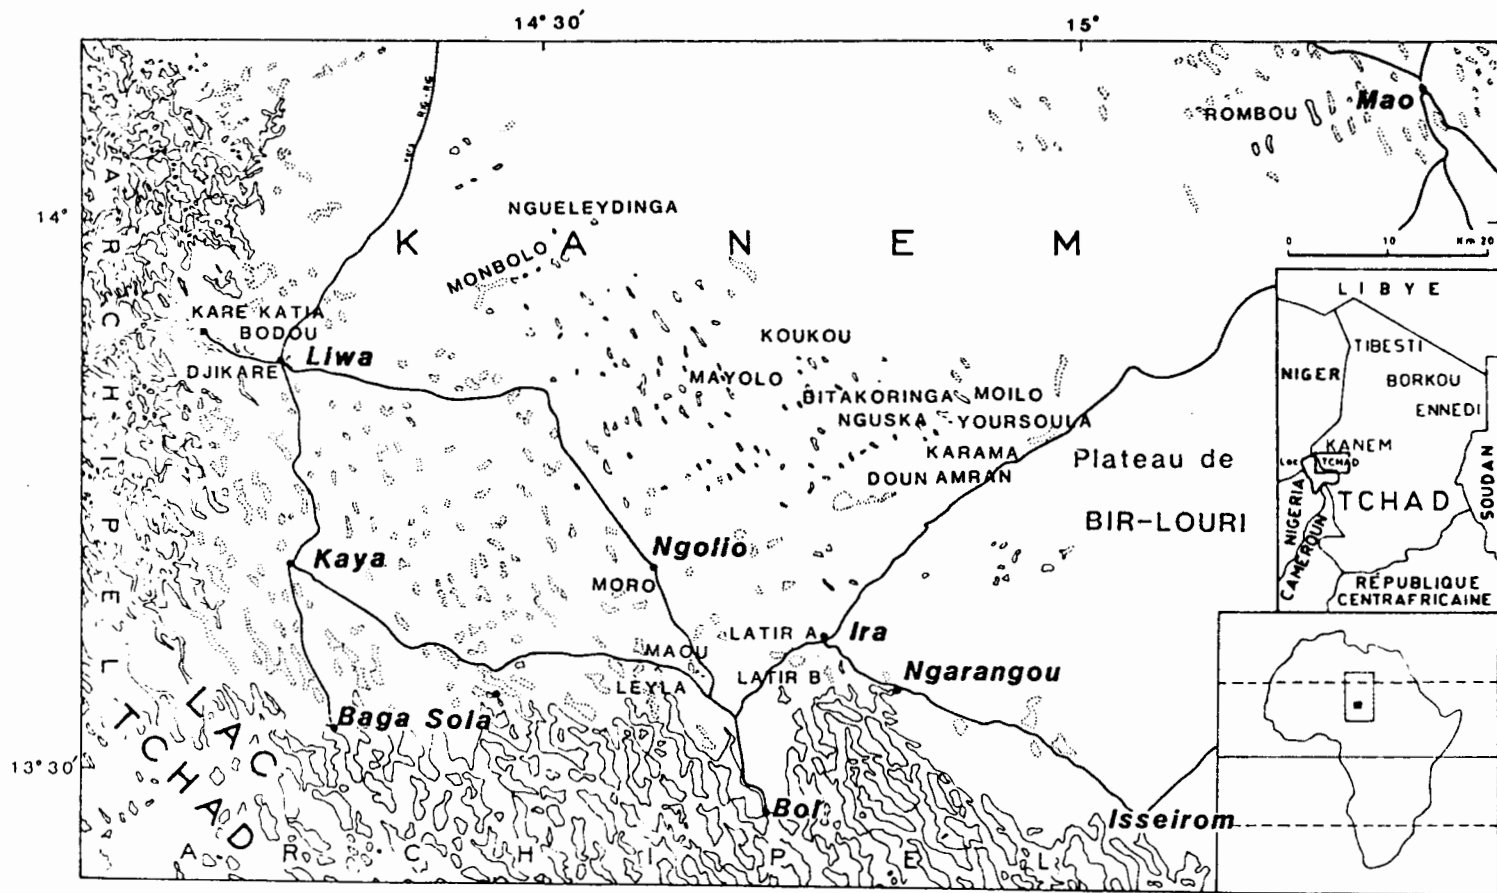 14°30′
15°
Mao
ROMBOU
14°
NGUELEYDINGA
K A N E M
MONBOLO
0 10 Km 20
LIBYE
KARE KATIA
BODOU
Liwa
DJIKARE
KOUKOU
MAYOLO
BITAKORINGA
MOILO
NGUSKA
YOURSOULA
KARAMA
DOUN AMRAN
Plateau de
BIR-LOURI
TIBESTI
NIGER
BORKOU
ENNEDI
KANEM
LAC
TCHAD
TCHAD
SOUDAN
NIGERIA
CAMEROUN
RÉPUBLIQUE
CENTRAFRICAINE
Kaya
Ngolio
MORO
LATIR A
Ira
MAOU
LATIR B
Ngarangou
LEYLA
Baga Sola
LAC
TCHAD
13°30′
Bol
Isseirom
ARCHIPEL
ARCHIPEL